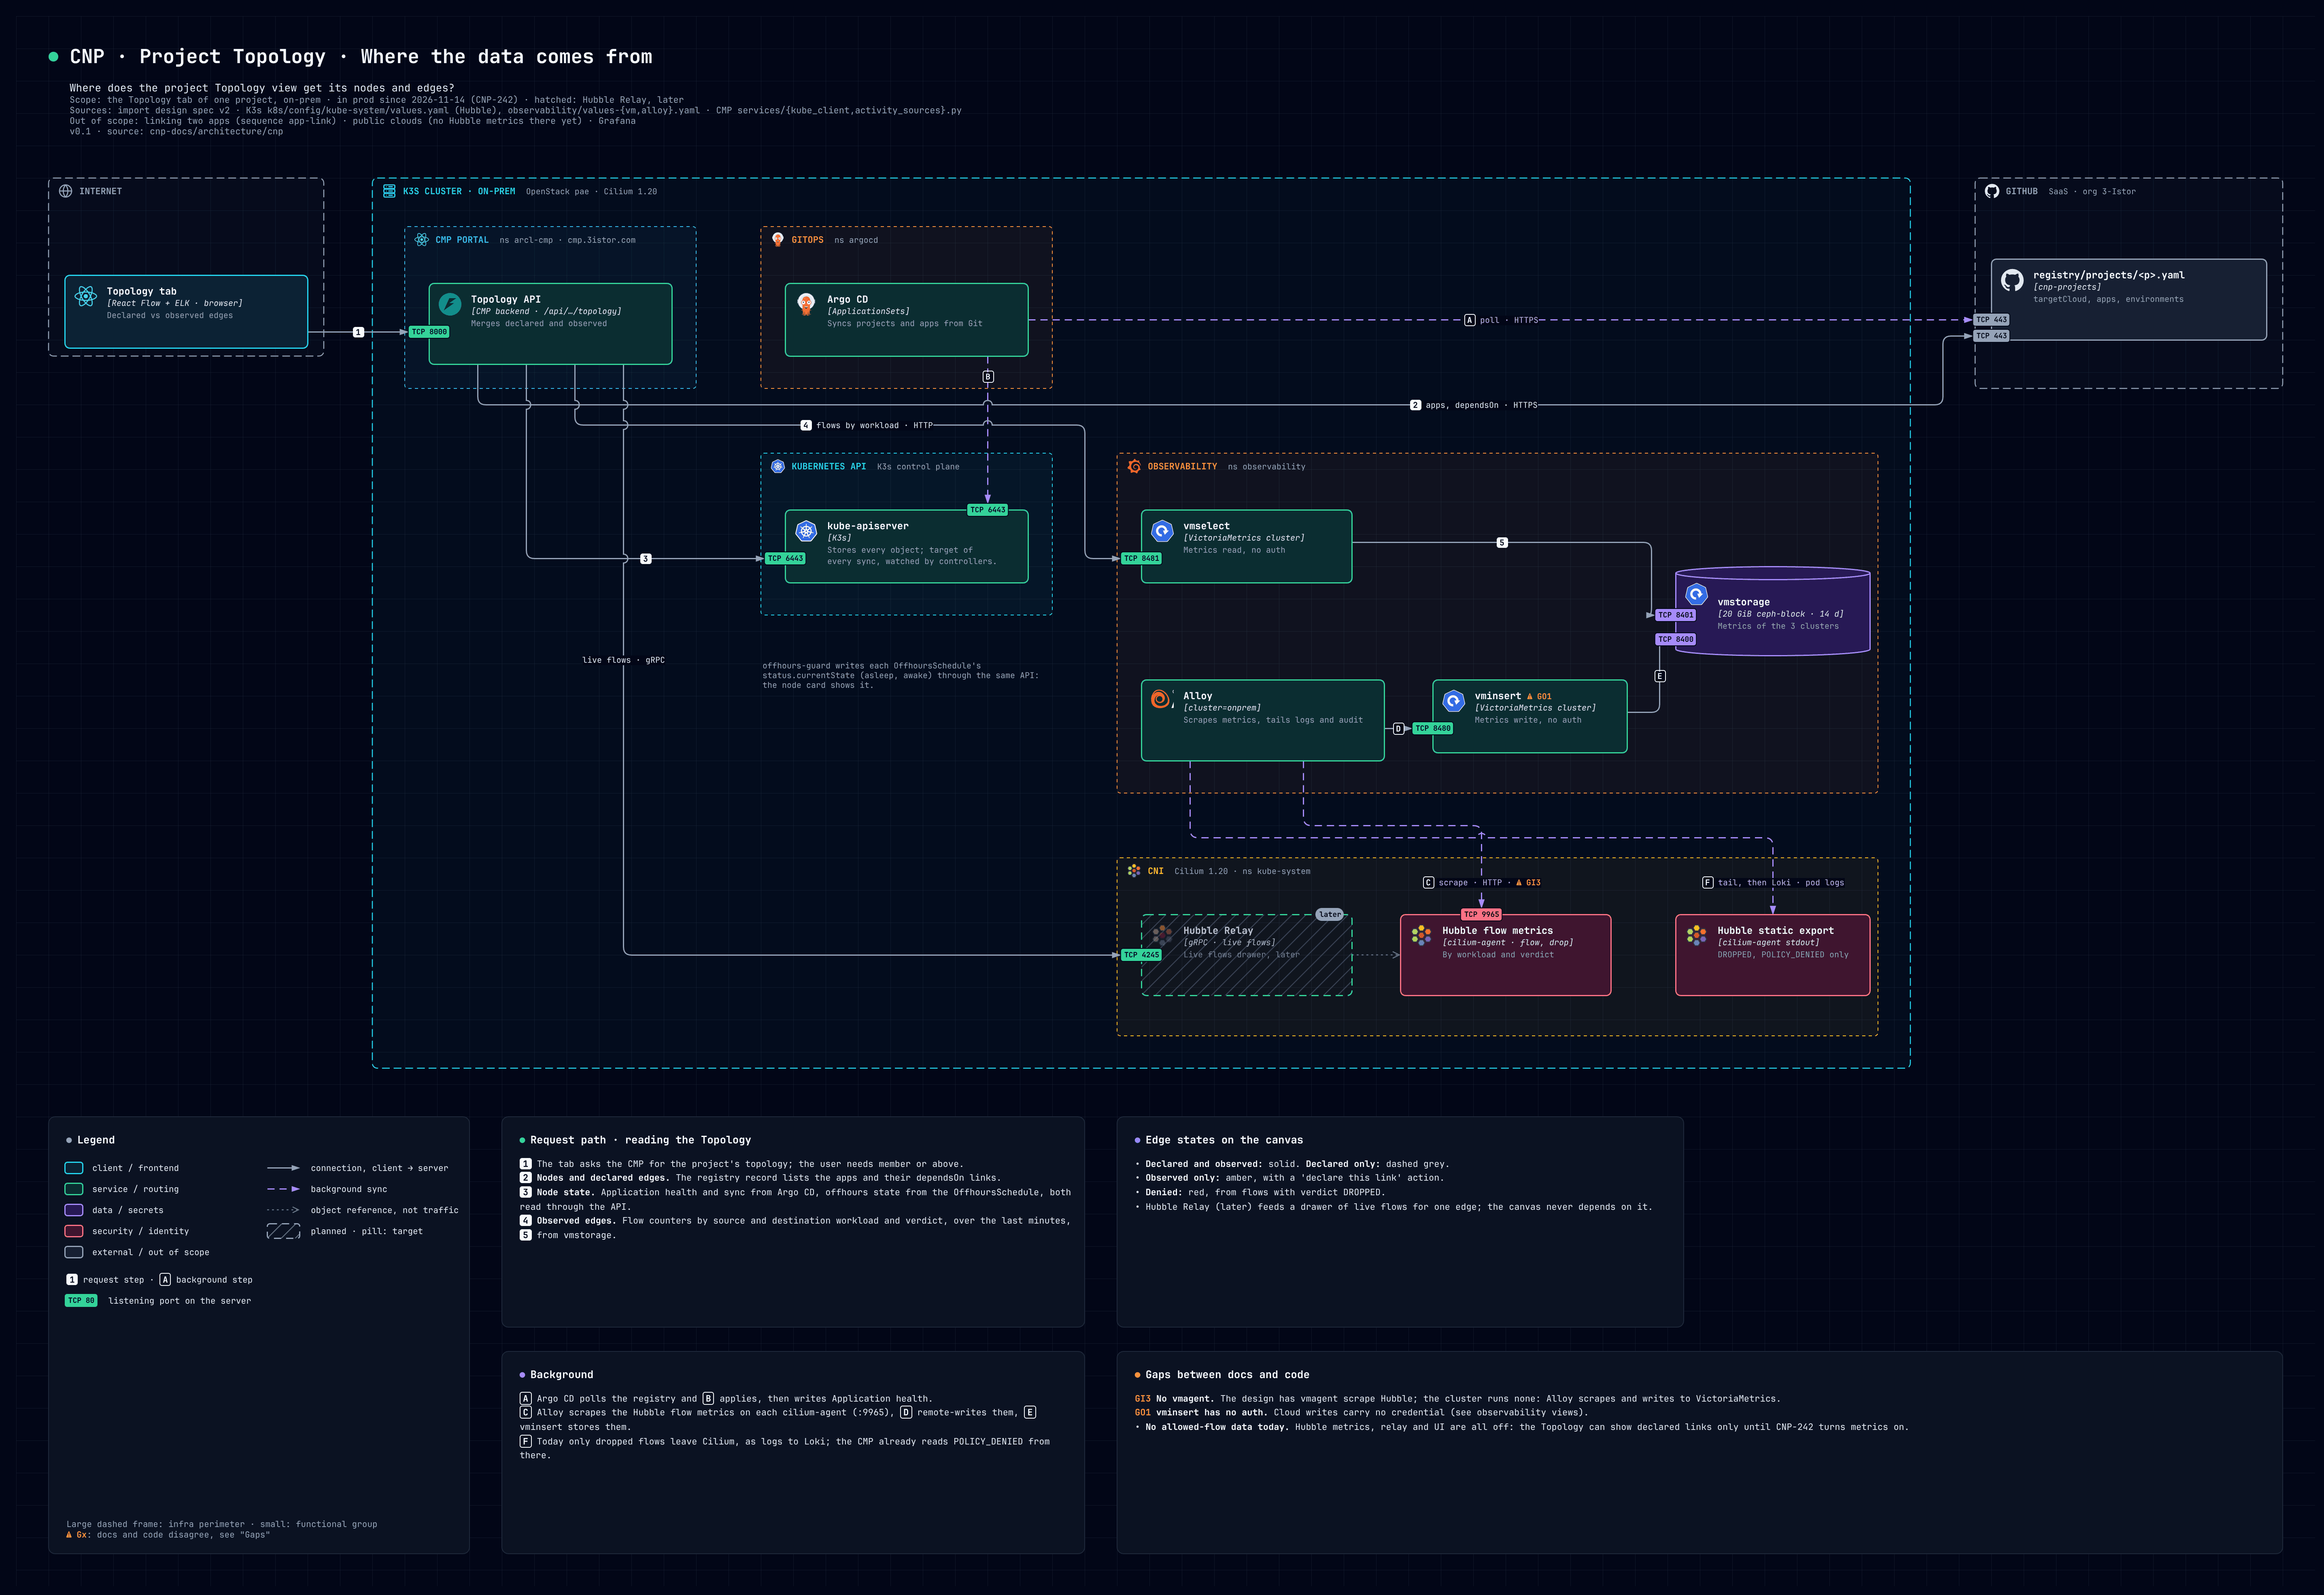 CNP · Project Topology · Where the data comes from
Where does the project Topology view get its nodes and edges?
Scope: the Topology tab of one project, on-prem · in prod since 2026-11-14 (CNP-242) · hatched: Hubble Relay, later
Sources: import design spec v2 · K3s k8s/config/kube-system/values.yaml (Hubble), observability/values-{vm,alloy}.yaml · CMP services/{kube_client,activity_sources}.py
Out of scope: linking two apps (sequence app-link) · public clouds (no Hubble metrics there yet) · Grafana
v0.1 · source: cnp-docs/architecture/cnp
INTERNET
Topology tab
[React Flow + ELK · browser]
Declared vs observed edges
1
K3S CLUSTER · ON-PREM OpenStack pae · Cilium 1.20
CMP PORTAL ns arcl-cmp · cmp.3istor.com
Topology API
[CMP backend · /api/…/topology]
Merges declared and observed
TCP 8000
GITOPS ns argocd
Argo CD
[ApplicationSets]
Syncs projects and apps from Git
B
A poll · HTTPS
GITHUB SaaS · org 3-Istor
registry/projects/<p>.yaml
[cnp-projects]
targetCloud, apps, environments
TCP 443
TCP 443
2 apps, dependsOn · HTTPS
4 flows by workload · HTTP
KUBERNETES API K3s control plane
TCP 6443
kube-apiserver
[K3s]
Stores every object; target of
every sync, watched by controllers.
3
TCP 6443
live flows · gRPC
offhours-guard writes each OffhoursSchedule's
status.currentState (asleep, awake) through the same API:
the node card shows it.
OBSERVABILITY ns observability
vmselect
[VictoriaMetrics cluster]
Metrics read, no auth
TCP 8481
5
vmstorage
[20 GiB ceph-block · 14 d]
Metrics of the 3 clusters
TCP 8401
TCP 8400
E
Alloy
[cluster=onprem]
Scrapes metrics, tails logs and audit
D
TCP 8480
vminsert GO1
[VictoriaMetrics cluster]
Metrics write, no auth
CNI Cilium 1.20 · ns kube-system
C scrape · HTTP · GI3
F tail, then Loki · pod logs
later
Hubble Relay
[gRPC · live flows]
Live flows drawer, later
TCP 4245
TCP 9965
Hubble flow metrics
[cilium-agent · flow, drop]
By workload and verdict
Hubble static export
[cilium-agent stdout]
DROPPED, POLICY_DENIED only
Legend
client / frontend
service / routing
data / secrets
security / identity
external / out of scope
connection, client → server
background sync
object reference, not traffic
planned · pill: target
1 request step · A background step
TCP 80 listening port on the server
Large dashed frame: infra perimeter · small: functional group
Gx: docs and code disagree, see "Gaps"
Request path · reading the Topology
1 The tab asks the CMP for the project's topology; the user needs member or above.
2 Nodes and declared edges. The registry record lists the apps and their dependsOn links.
3 Node state. Application health and sync from Argo CD, offhours state from the OffhoursSchedule, both
read through the API.
4 Observed edges. Flow counters by source and destination workload and verdict, over the last minutes,
5 from vmstorage.
Edge states on the canvas
• Declared and observed: solid. Declared only: dashed grey.
• Observed only: amber, with a 'declare this link' action.
• Denied: red, from flows with verdict DROPPED.
• Hubble Relay (later) feeds a drawer of live flows for one edge; the canvas never depends on it.
Background
A Argo CD polls the registry and B applies, then writes Application health.
C Alloy scrapes the Hubble flow metrics on each cilium-agent (:9965), D remote-writes them, E
vminsert stores them.
F Today only dropped flows leave Cilium, as logs to Loki; the CMP already reads POLICY_DENIED from
there.
Gaps between docs and code
GI3 No vmagent. The design has vmagent scrape Hubble; the cluster runs none: Alloy scrapes and writes to VictoriaMetrics.
GO1 vminsert has no auth. Cloud writes carry no credential (see observability views).
• No allowed-flow data today. Hubble metrics, relay and UI are all off: the Topology can show declared links only until CNP-242 turns metrics on.